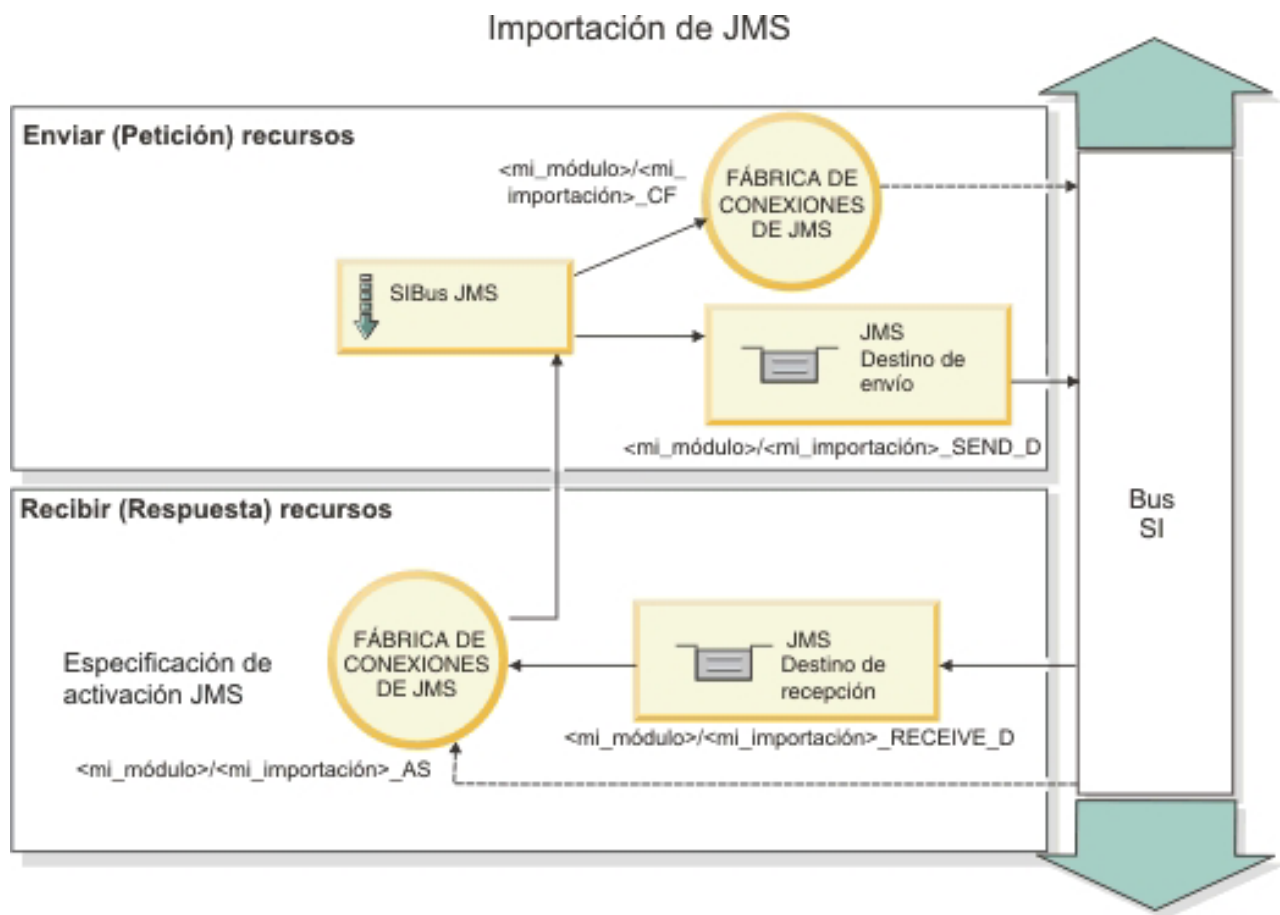 Importación de JMS
Enviar (Petición) recursos
<mi_módulo>/<mi_
importación>_CF
FÁBRICA DE
CONEXIONES
DE JMS
SIBus JMS
JMS
Destino de
envío
<mi_módulo>/<mi_importación>_SEND_D
Bus
SI
Recibir (Respuesta) recursos
Especificación de
activación JMS
FÁBRICA DE
CONEXIONES
DE JMS
JMS
Destino de
recepción
<mi_módulo>/<mi_importación>_RECEIVE_D
<mi_módulo>/<mi_importación>_AS